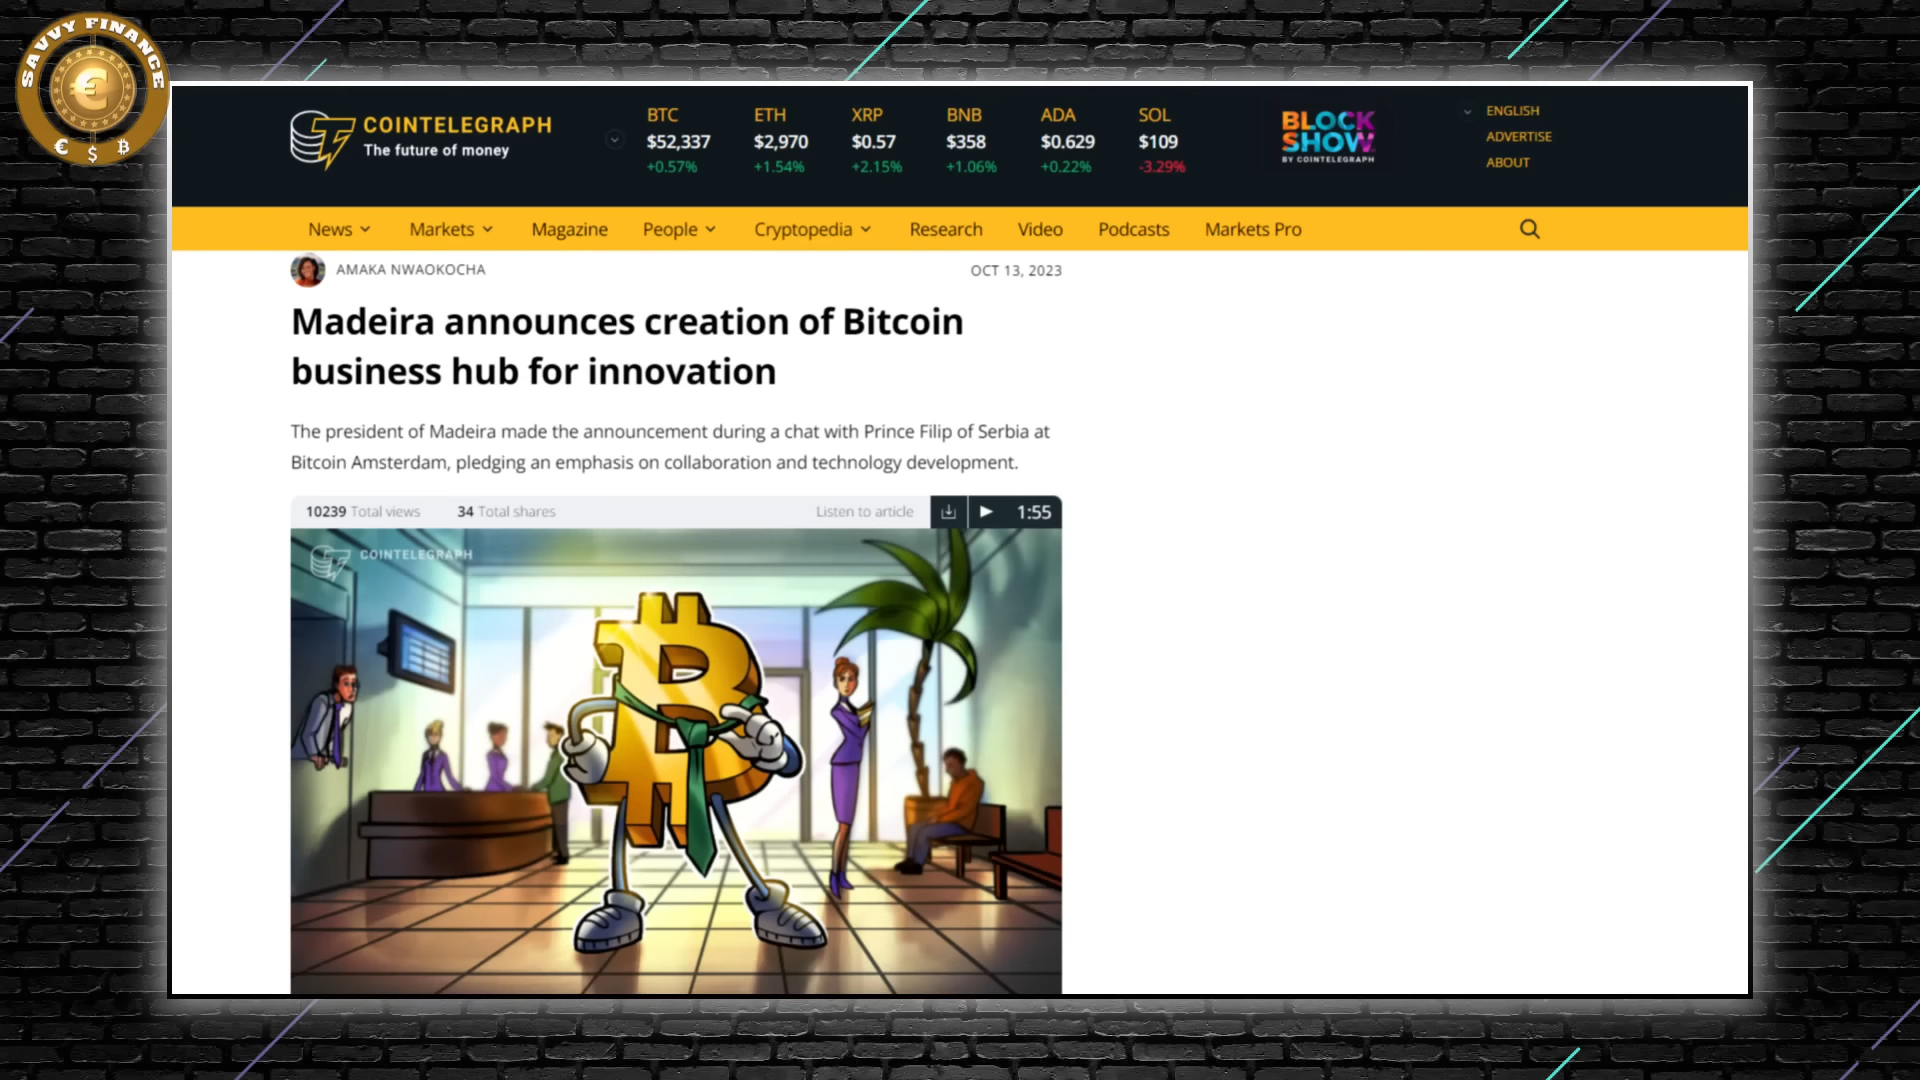 SAVVY FINANCE
€
€ $ ₿
COINTELEGRAPH
The future of money
BTC ETH XRP BNB ADA SOL
$52,337 $2,970 $0.57 $358 $0.629 $109
+0.57% +1.54% +2.15% +1.06% +0.22% -3.29%
BLOCK
SHOW
BY COINTELEGRAPH
ENGLISH
ADVERTISE
ABOUT
News Markets Magazine People Cryptopedia Research Video Podcasts Markets Pro
AMAKA NWAOKOCHA OCT 13, 2023
Madeira announces creation of Bitcoin
business hub for innovation
The president of Madeira made the announcement during a chat with Prince Filip of Serbia at
Bitcoin Amsterdam, pledging an emphasis on collaboration and technology development.
10239 Total views 34 Total shares Listen to article 1:55
COINTELEGRAPH